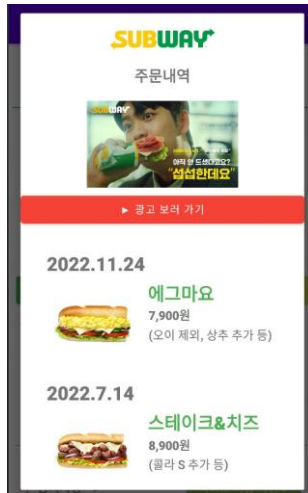 SUBWAY
주문내역
SUBWAY
아직 안 드셨다고요?
"섭섭한데요"
▶ 광고 보러 가기
2022.11.24
에그마요
7,900원
(오이 제외, 상추 추가 등)
2022.7.14
스테이크&치즈
8,900원
(콜라 S 추가 등)